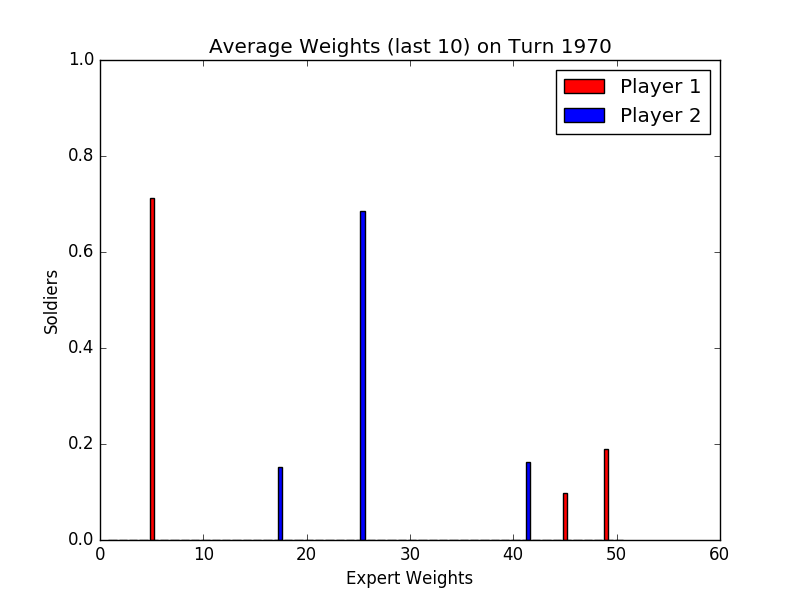 Average Weights (last 10) on Turn 1970
1.0
Player 1
Player 2
0.8
0.6
Soldiers
0.4
0.2
0.0
0 10 20 30 40 50 60
Expert Weights